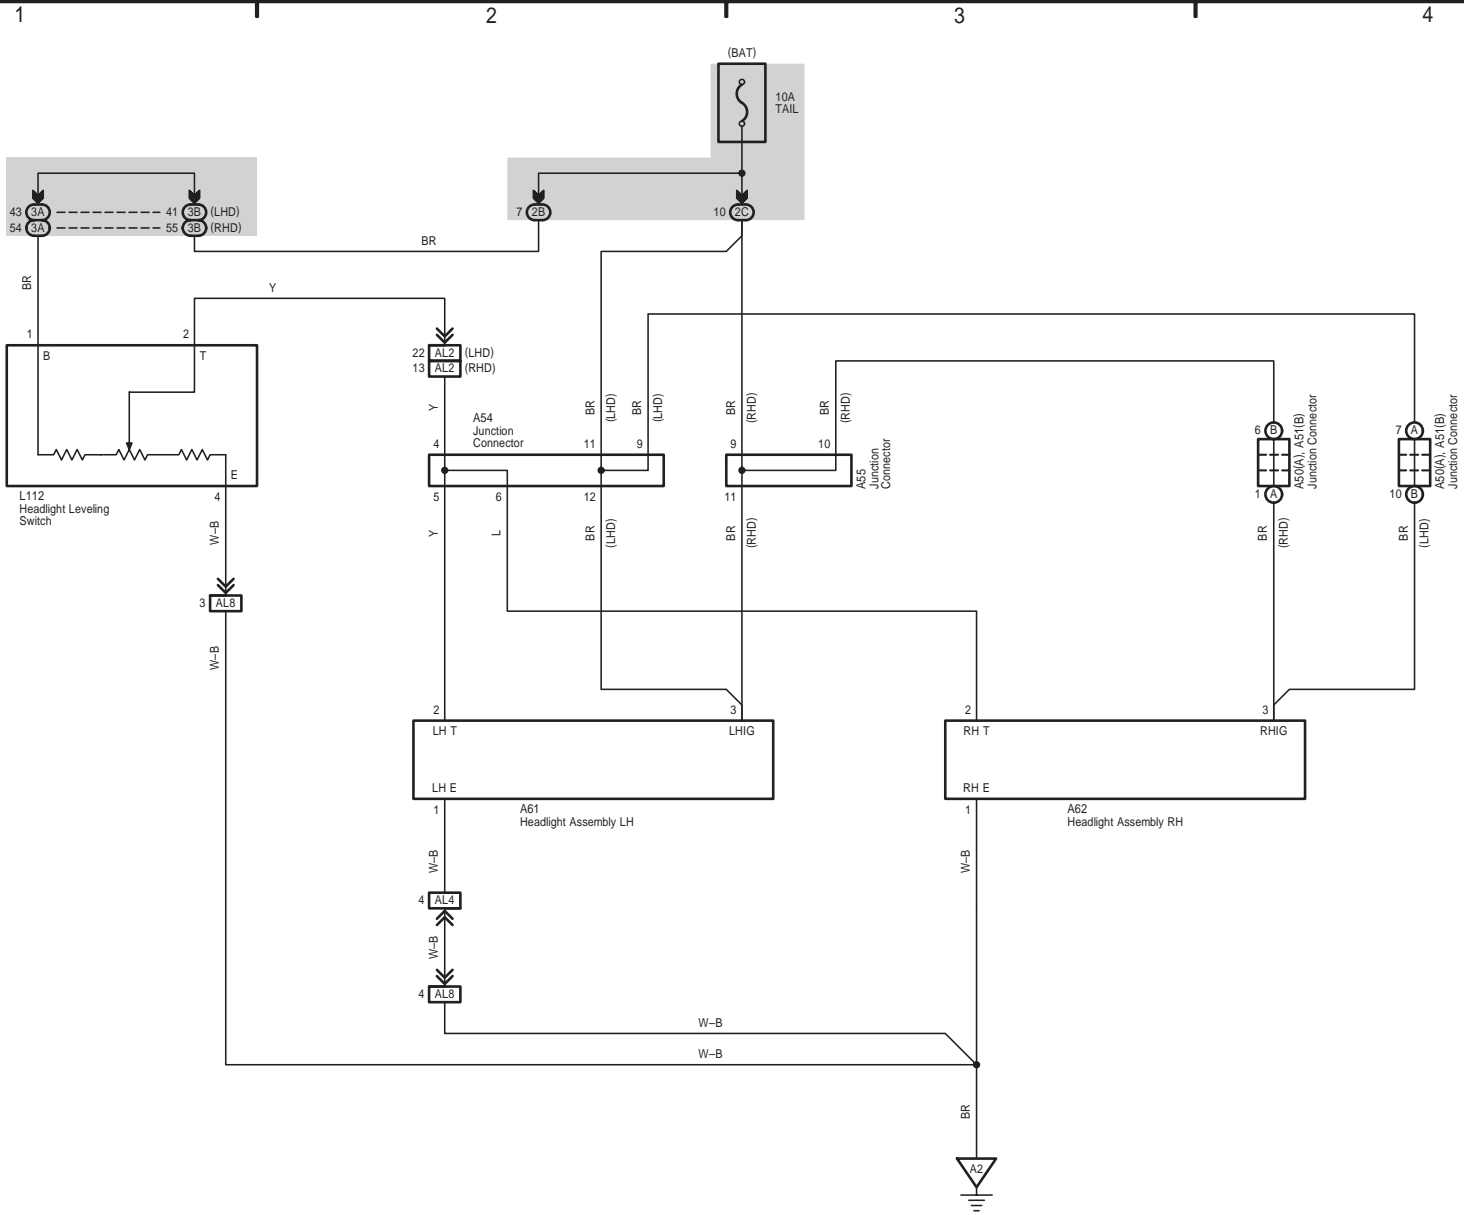 1 2 3 4
(BAT)
10A
TAIL
43 3A 41 3B (LHD)
54 3A 55 3B (RHD)
7 2B
10 2C
BR
BR
Y
1 2
B T
E
L112
Headlight Leveling
Switch
4
W–B
3 AL8
W–B
22 AL2 (LHD)
13 AL2 (RHD)
Y
A54
Junction
Connector
4 11 9
5 6 12
BR
(LHD)
BR
(LHD)
BR
(RHD)
BR
(RHD)
9 10
11
A55
Junction
Connector
6 B
1 A
A50(A), A51(B)
Junction Connector
7 A
10 B
A50(A), A51(B)
Junction Connector
Y
L
BR
(LHD)
BR
(RHD)
BR
(RHD)
BR
(LHD)
2 3
LH T LHIG
LH E
1
A61
Headlight Assembly LH
2 3
RH T RHIG
RH E
1
A62
Headlight Assembly RH
W–B
W–B
4 AL4
W–B
4 AL8
W–B
W–B
BR
A2